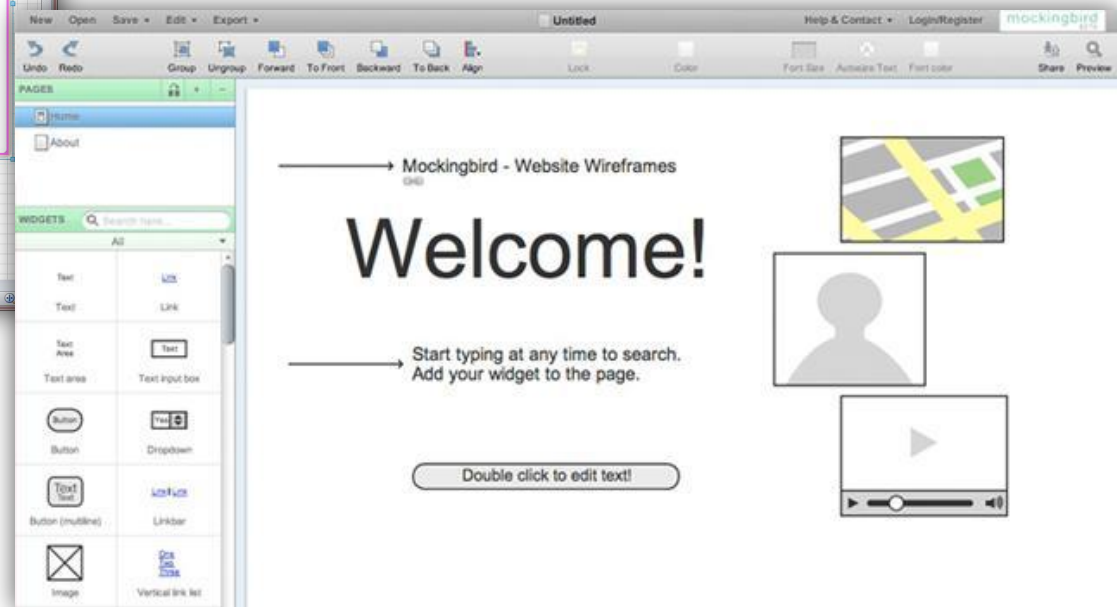 New Open Save Edit Export Untitled Help & Contact Login/Register mockingbird
BETA
Undo Redo Group Ungroup Forward To Front Backward To Back Align Lock Color Font Size Autosize Text Font color Share Preview
PAGES
Home
About
WIDGETS Search here...
All
Text Link
Text Link
Text Area Text
Text area Text input box
Button Yes
Button Dropdown
Text Text Link Link
Button (multiline) Linkbar
One
Two
Three
Image Vertical link list
Mockingbird - Website Wireframes
Welcome!
Start typing at any time to search.
Add your widget to the page.
Double click to edit text!